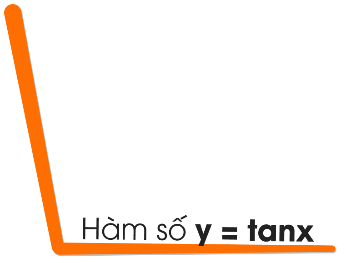 Hàm số y = tanx